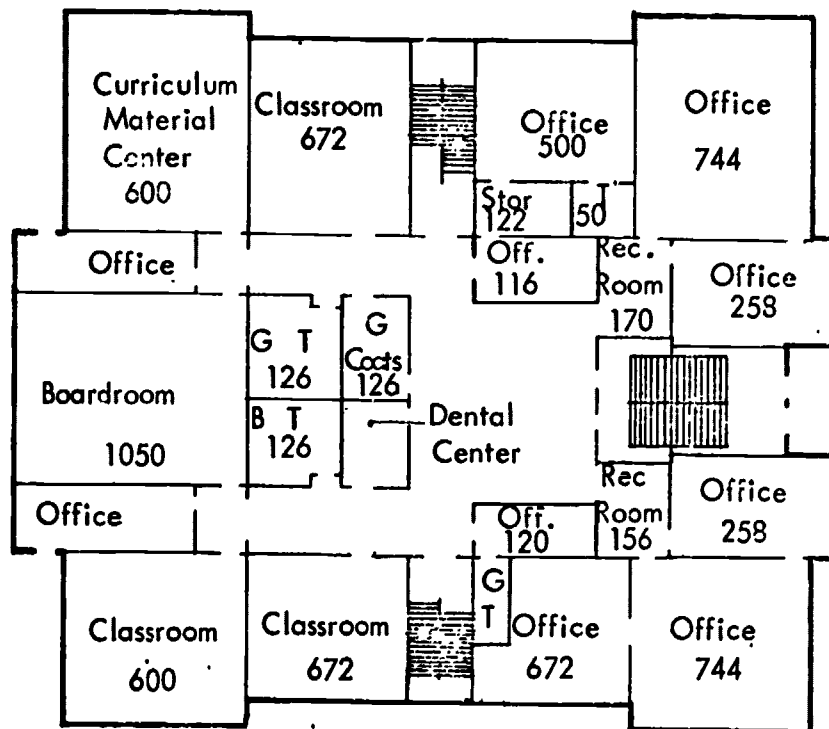 Curriculum
Material
Center
600
Classroom
672
Office
500
Office
744
Stor
122
T
50
Office
Off.
116
Rec.
Room
170
Office
258
G T
126
G
Cocts
126
Boardroom
1050
B T
126
Dental
Center
Office
Off.
120
Rec
Room
156
Office
258
Classroom
600
Classroom
672
G
T
Office
672
Office
744